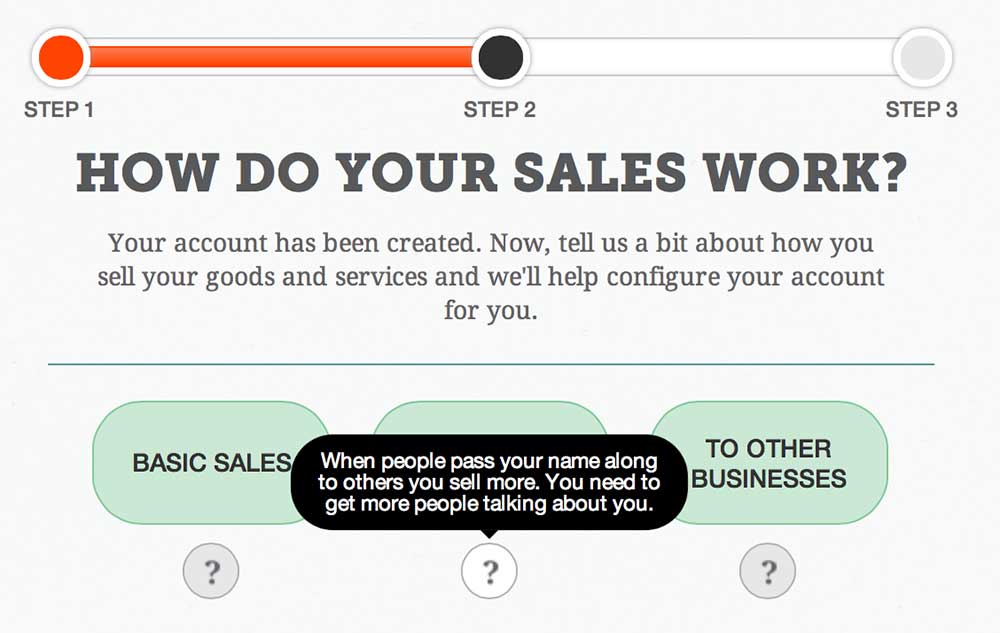 STEP 1
STEP 2
STEP 3
HOW DO YOUR SALES WORK?
Your account has been created. Now, tell us a bit about how you
sell your goods and services and we'll help configure your account
for you.
BASIC SALES
When people pass your name along
to others you sell more. You need to
get more people talking about you.
TO OTHER
BUSINESSES
?
?
?